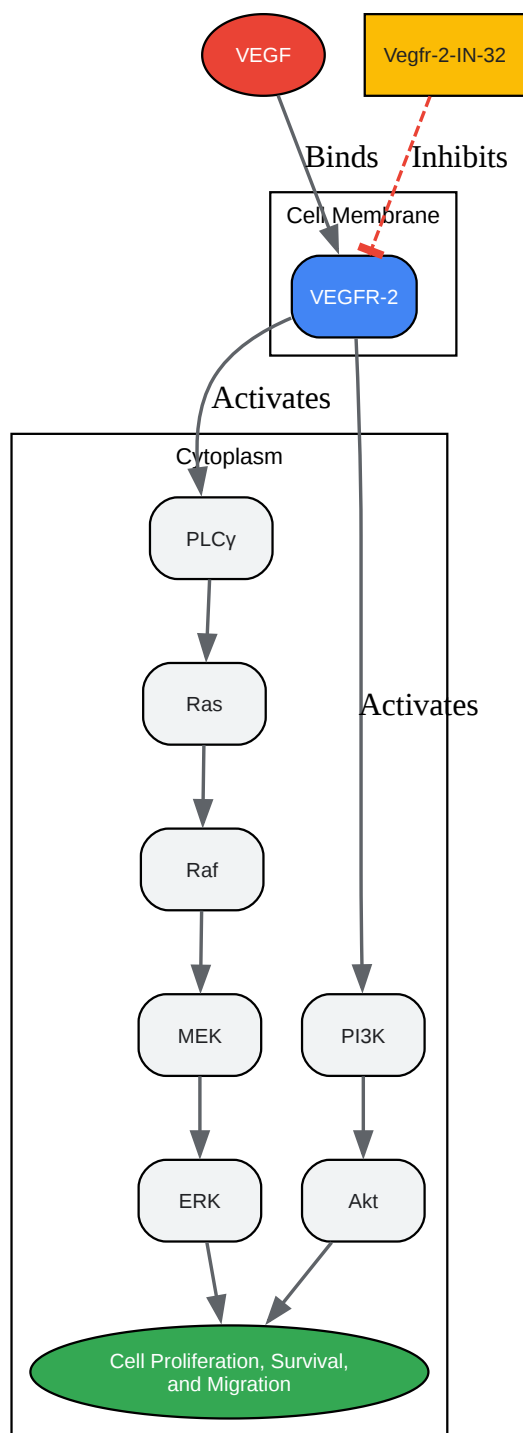 VEGF
Vegfr-2-IN-32
Binds
Inhibits
Cell Membrane
VEGFR-2
Activates
Cytoplasm
PLCγ
Ras
Activates
Raf
MEK
PI3K
ERK
Akt
Cell Proliferation, Survival,
and Migration